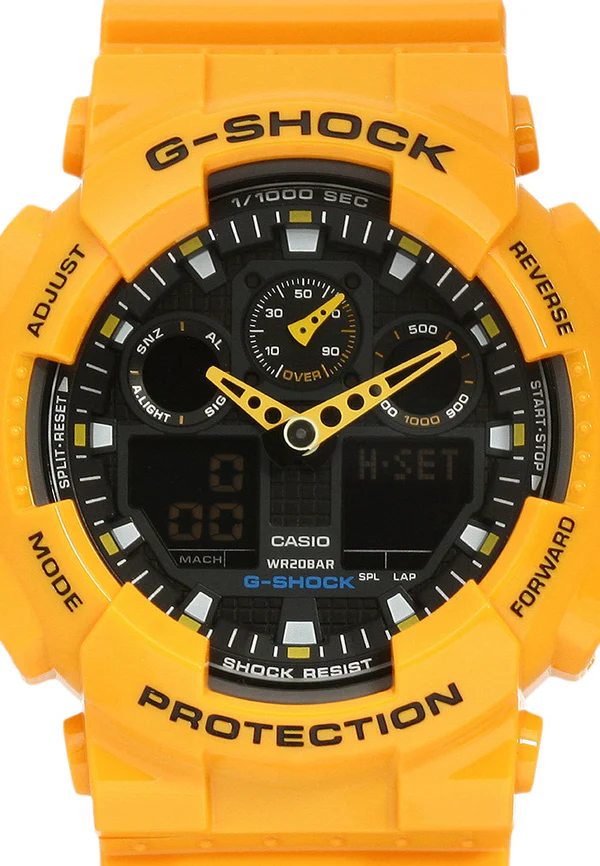 G-SHOCK
1/1000 SEC
ADJUST
REVERSE
50
30
10
90
OVER
SNZ
AL
A.LIGHT
SIG
500
00
1000
900
SPLIT·RESET
START·STOP
0
00
H·SET
CASIO
MACH
WR20BAR
G-SHOCK
SPL LAP
MODE
FORWARD
SHOCK RESIST
PROTECTION